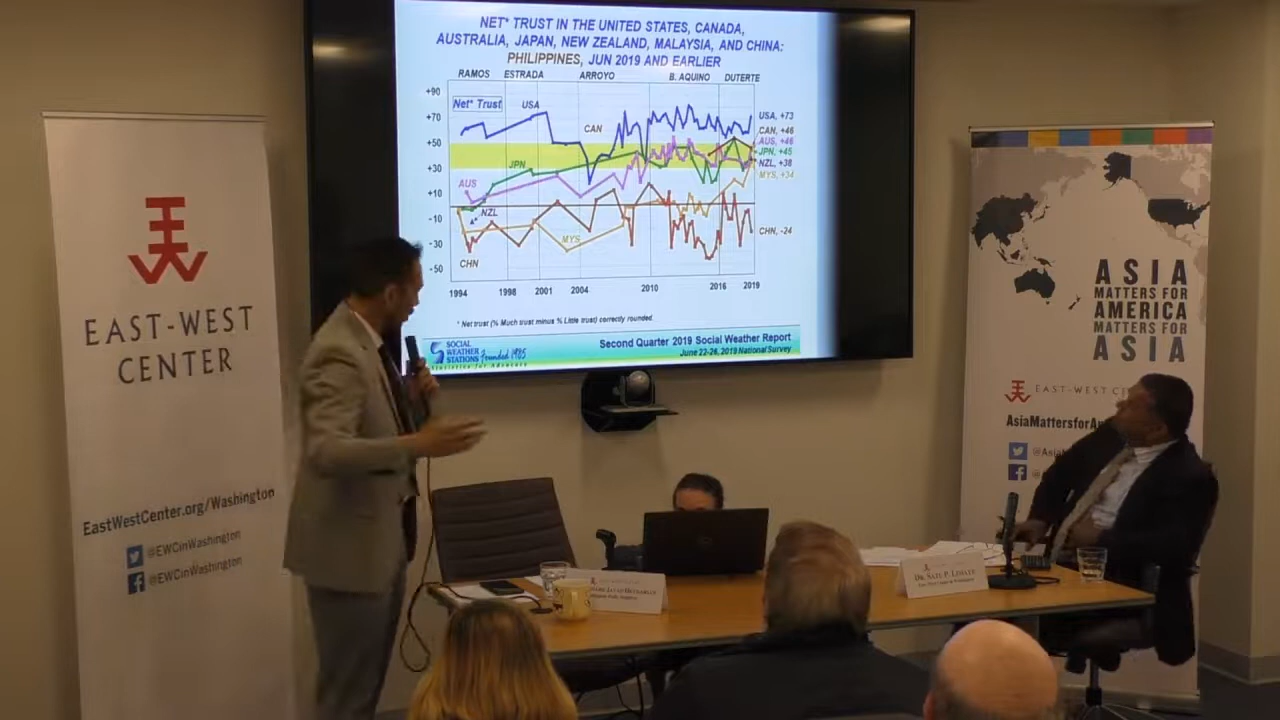 NET* TRUST IN THE UNITED STATES, CANADA,
AUSTRALIA, JAPAN, NEW ZEALAND, MALAYSIA, AND CHINA:
PHILIPPINES, JUN 2019 AND EARLIER
RAMOS ESTRADA ARROYO B. AQUINO DUTERTE
+90
+70
+50
+30
+10
-10
-30
-50
Net* Trust
USA
CAN
JPN
AUS
NZL
MYS
CHN
USA, +73
CAN, +46
AUS, +46
JPN, +45
NZL, +38
MYS, +34
CHN, -24
1994 1998 2001 2004 2010 2016 2019
* Net trust (% Much trust minus % Little trust) correctly rounded.
SOCIAL
WEATHER
STATIONS Founded 1985
Second Quarter 2019 Social Weather Report
June 22-26, 2019 National Survey
EAST-WEST
CENTER
EastWestCenter.org/Washington
@EWCinWashington
@EWCinWashington
ASIA
MATTERS FOR
AMERICA
MATTERS FOR
ASIA
EAST-WEST
AsiaMattersforAm
DR. SATU P. LIMAYE